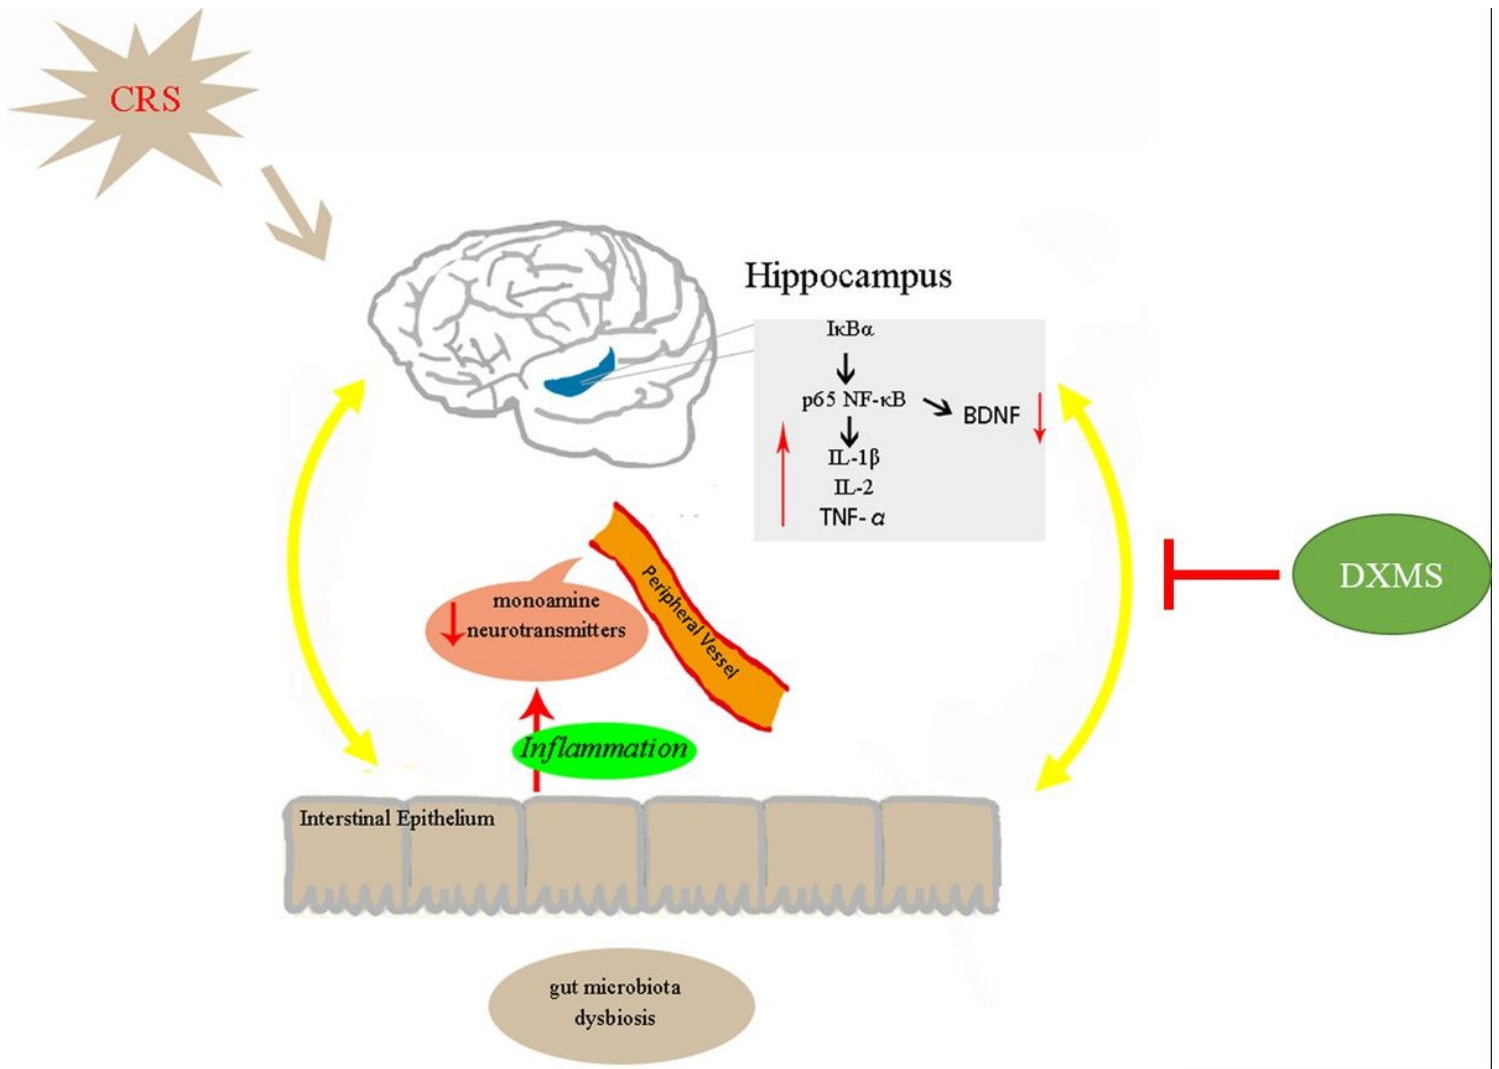 CRS
Hippocampus
IκBα
p65 NF-κB
BDNF
IL-1β
IL-2
TNF-α
DXMS
monoamine
neurotransmitters
Peripheral Vessel
Inflammation
Interstinal Epithelium
gut microbiota
dysbiosis